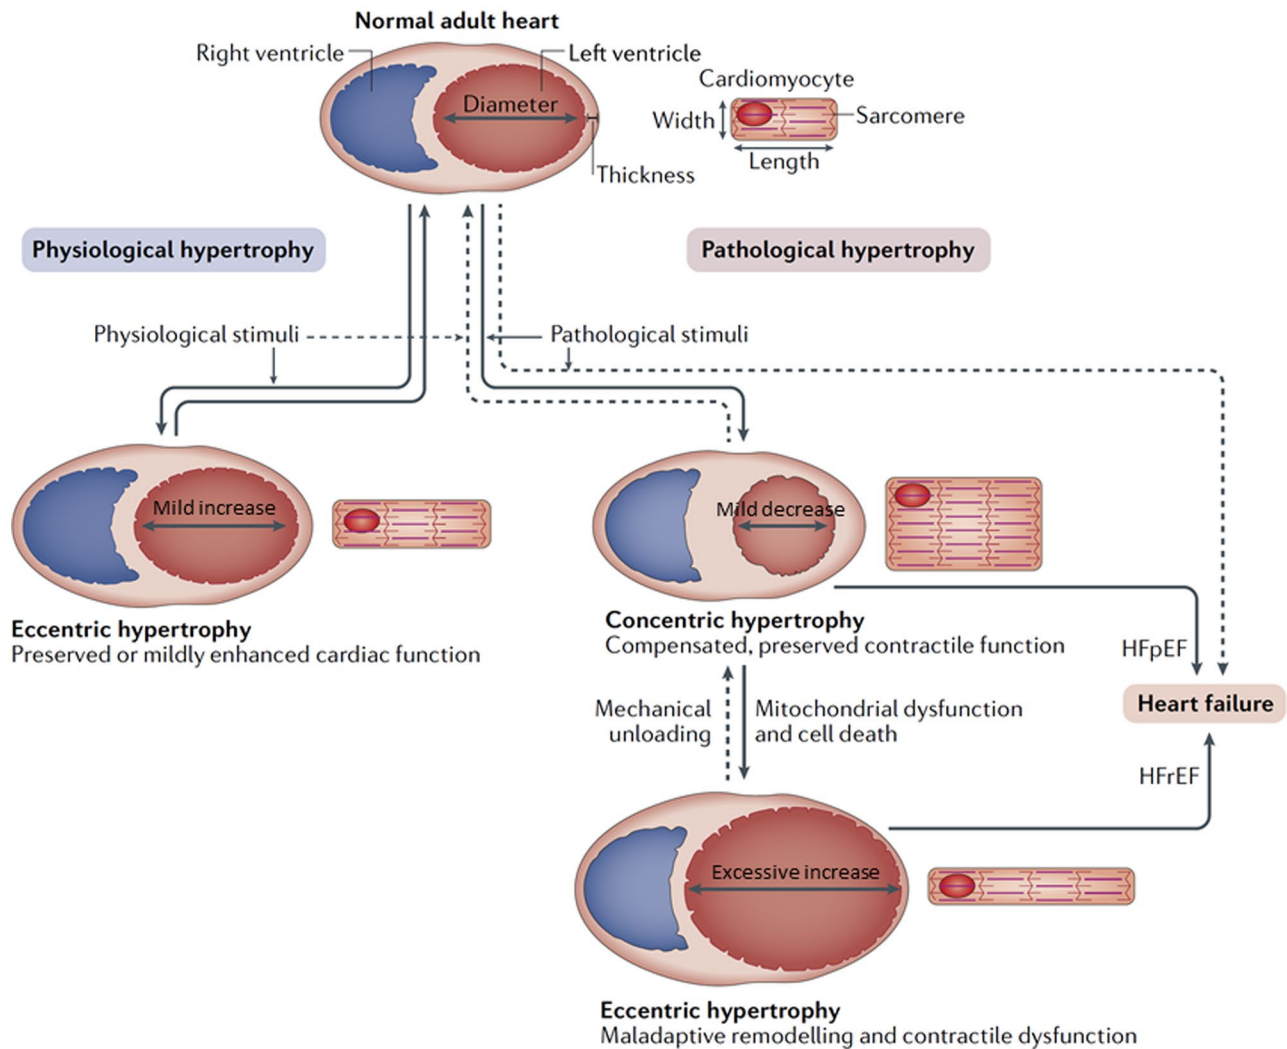 Normal adult heart
Right ventricle
Left ventricle
Diameter
Thickness
Cardiomyocyte
Width
Sarcomere
Length
Physiological hypertrophy
Pathological hypertrophy
Physiological stimuli
Pathological stimuli
Mild increase
Mild decrease
Eccentric hypertrophy
Preserved or mildly enhanced cardiac function
Concentric hypertrophy
Compensated, preserved contractile function
HFpEF
Mechanical
unloading
Mitochondrial dysfunction
and cell death
Heart failure
HFrEF
Excessive increase
Eccentric hypertrophy
Maladaptive remodelling and contractile dysfunction